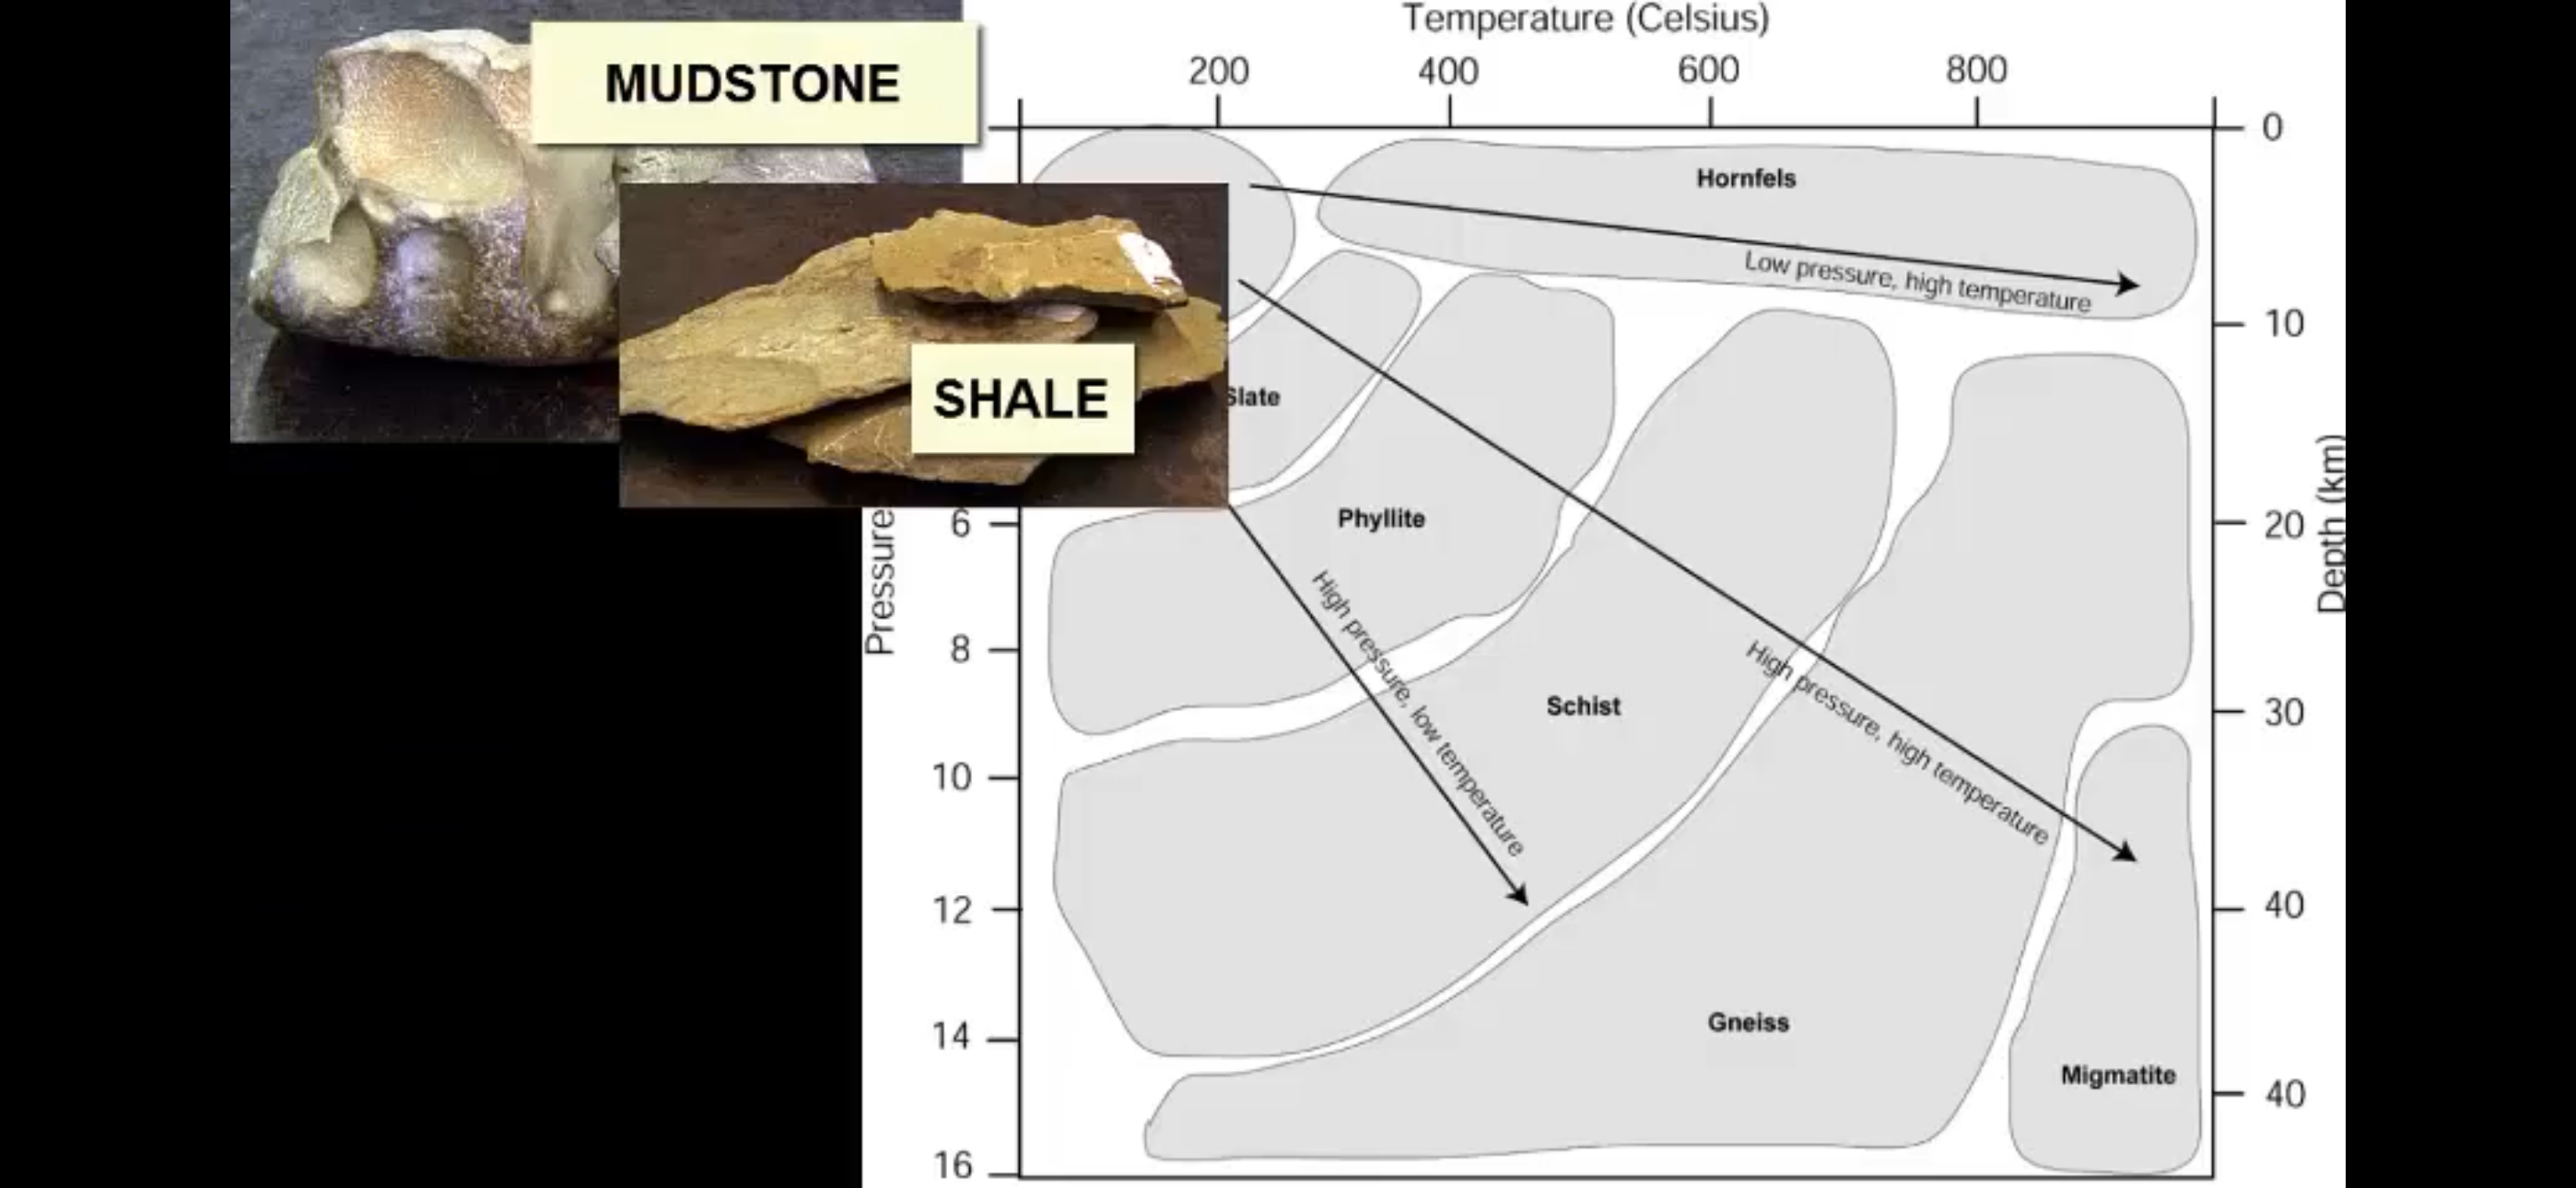 Temperature (Celsius)
MUDSTONE
200 400 600 800
0
Hornfels
Low pressure, high temperature
10
SHALE
Slate
Pressure
6
Phyllite
20
Depth (km)
High pressure, low temperature
8
High pressure, high temperature
Schist
30
10
12
40
14
Gneiss
Migmatite
40
16